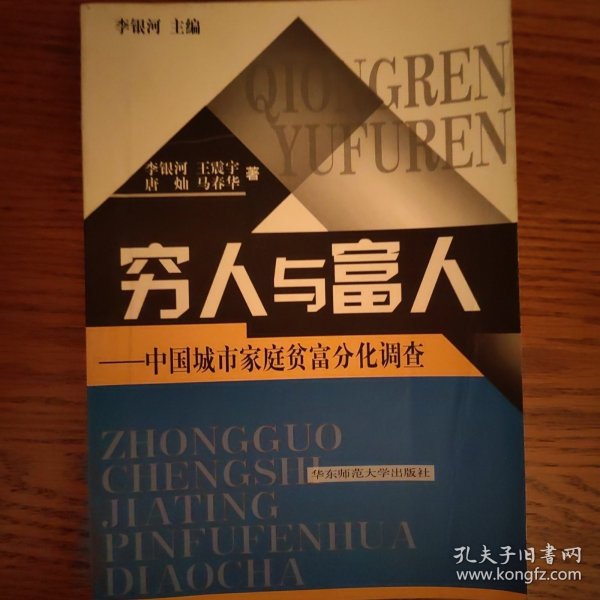 李银河 主编
QIONGREN
YUFUREN
李银河 王震宇
唐 灿 马春华 著
穷人与富人
——中国城市家庭贫富分化调查
ZHONGGUO
CHENGSHI
华东师范大学出版社
JIATING
PINFUFENHUA
DIAOCHA
孔夫子旧书网
www.kongfz.com